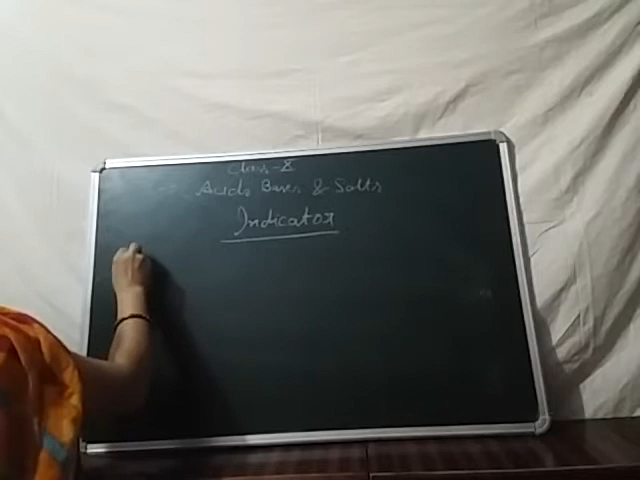 Class-X
Acids Bases & Salts
Indicator